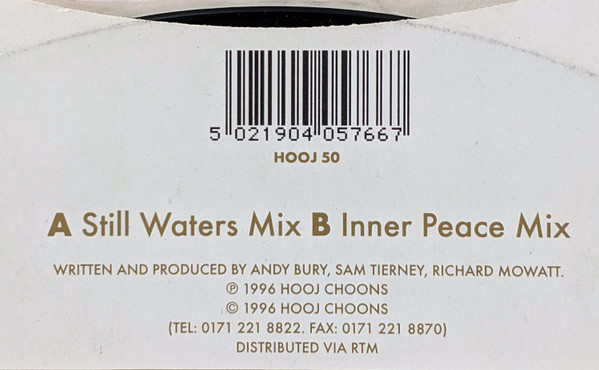 5 021904 057667
HOOJ 50
A Still Waters Mix B Inner Peace Mix
WRITTEN AND PRODUCED BY ANDY BURY, SAM TIERNEY, RICHARD MOWATT.
℗ 1996 HOOJ CHOONS
© 1996 HOOJ CHOONS
(TEL: 0171 221 8822. FAX: 0171 221 8870)
DISTRIBUTED VIA RTM